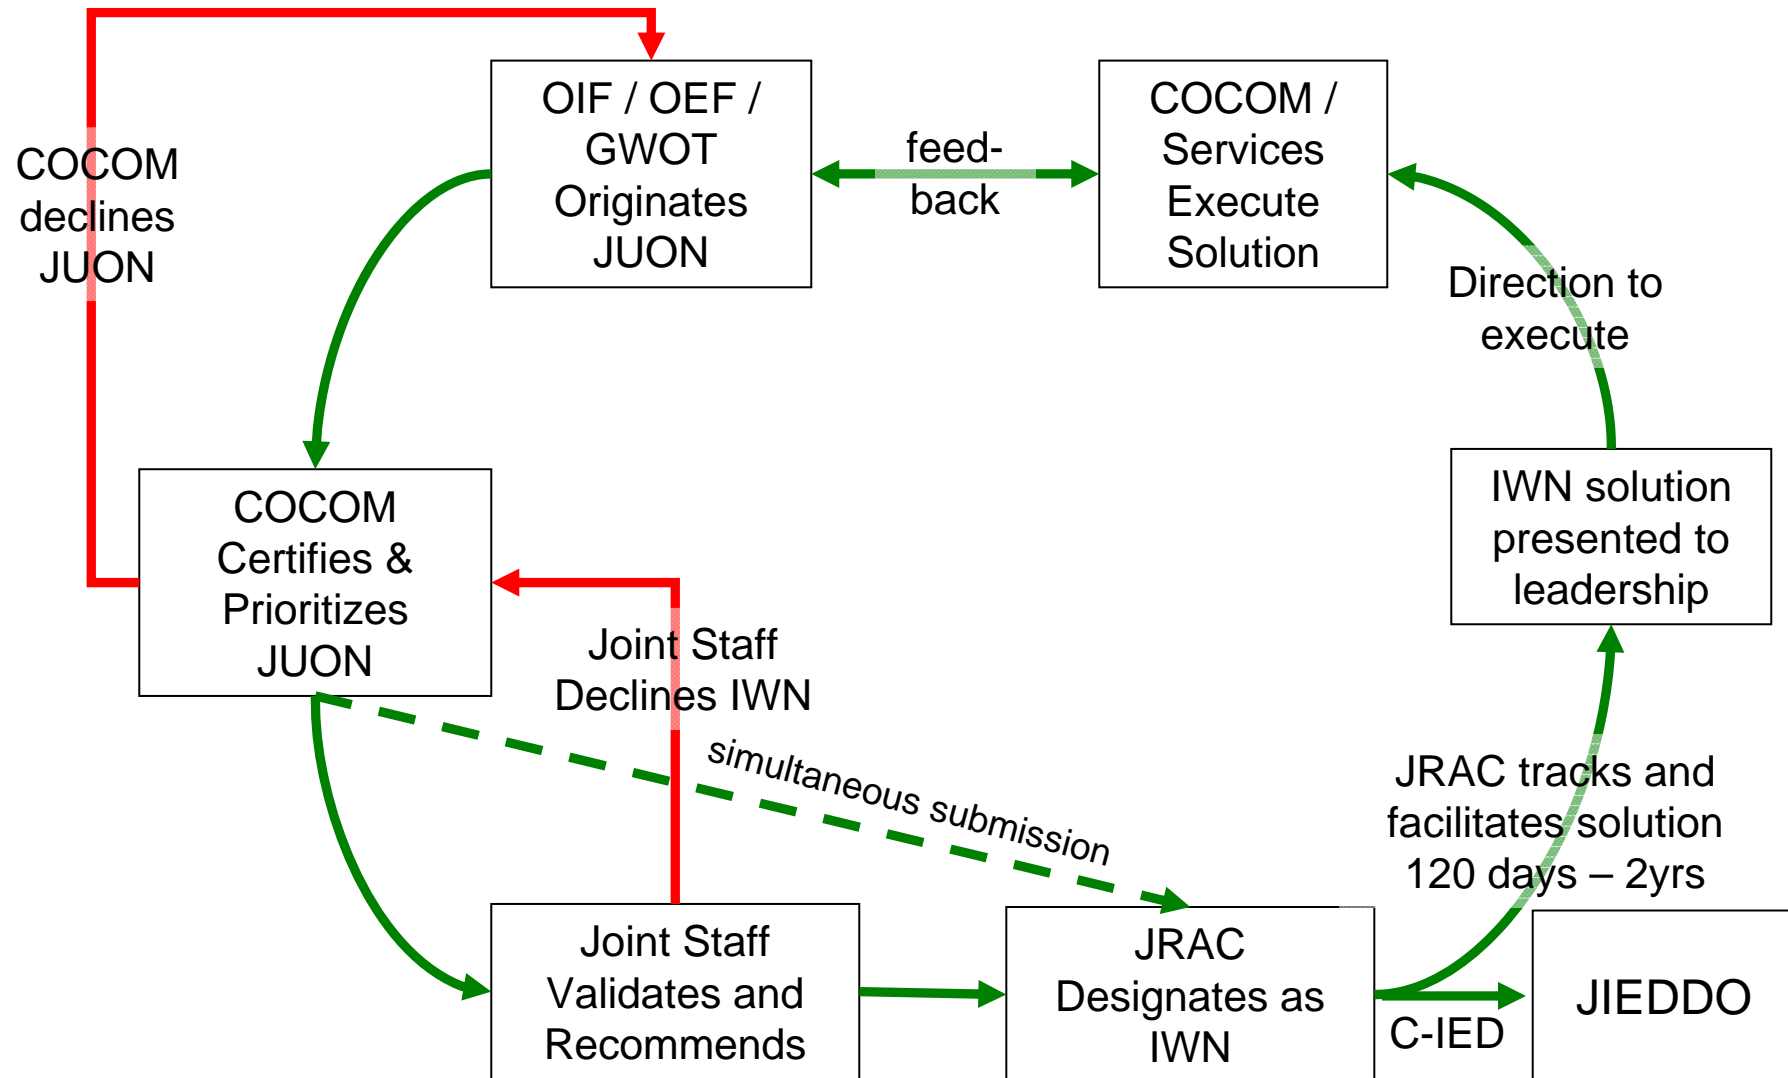 OIF / OEF /
GWOT
Originates
JUON
feed-
back
COCOM /
Services
Execute
Solution
COCOM
declines
JUON
Direction to
execute
COCOM
Certifies &
Prioritizes
JUON
IWN solution
presented to
leadership
Joint Staff
Declines IWN
simultaneous submission
JRAC tracks and
facilitates solution
120 days – 2yrs
Joint Staff
Validates and
Recommends
JRAC
Designates as
IWN
C-IED
JIEDDO